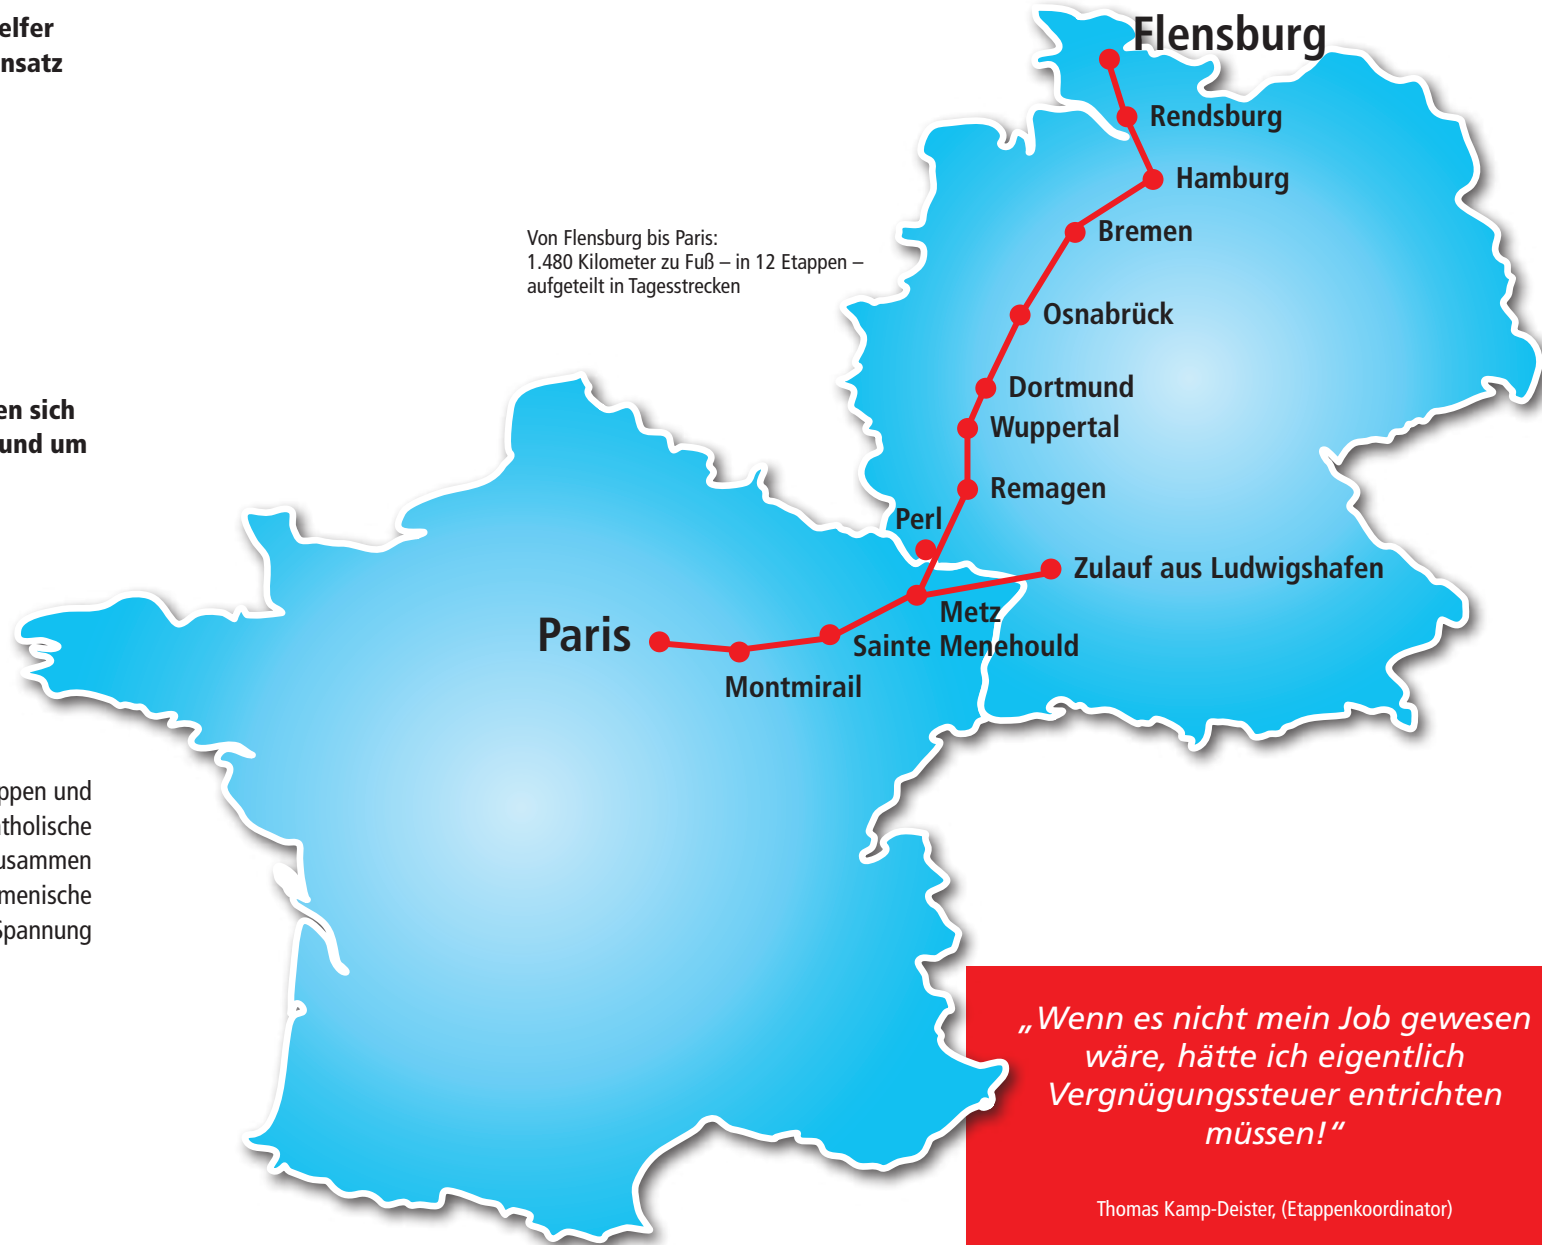 elfer
nsatz
en sich
und um
ppen und
tholische
usammen
menische
Spannung
Von Flensburg bis Paris:
1.480 Kilometer zu Fuß – in 12 Etappen –
aufgeteilt in Tagesstrecken
Flensburg
Rendsburg
Hamburg
Bremen
Osnabrück
Dortmund
Wuppertal
Remagen
Perl
Zulauf aus Ludwigshafen
Metz
Paris
Sainte Menehould
Montmirail
„Wenn es nicht mein Job gewesen
wäre, hätte ich eigentlich
Vergnügungssteuer entrichten
müssen!“
Thomas Kamp-Deister, (Etappenkoordinator)